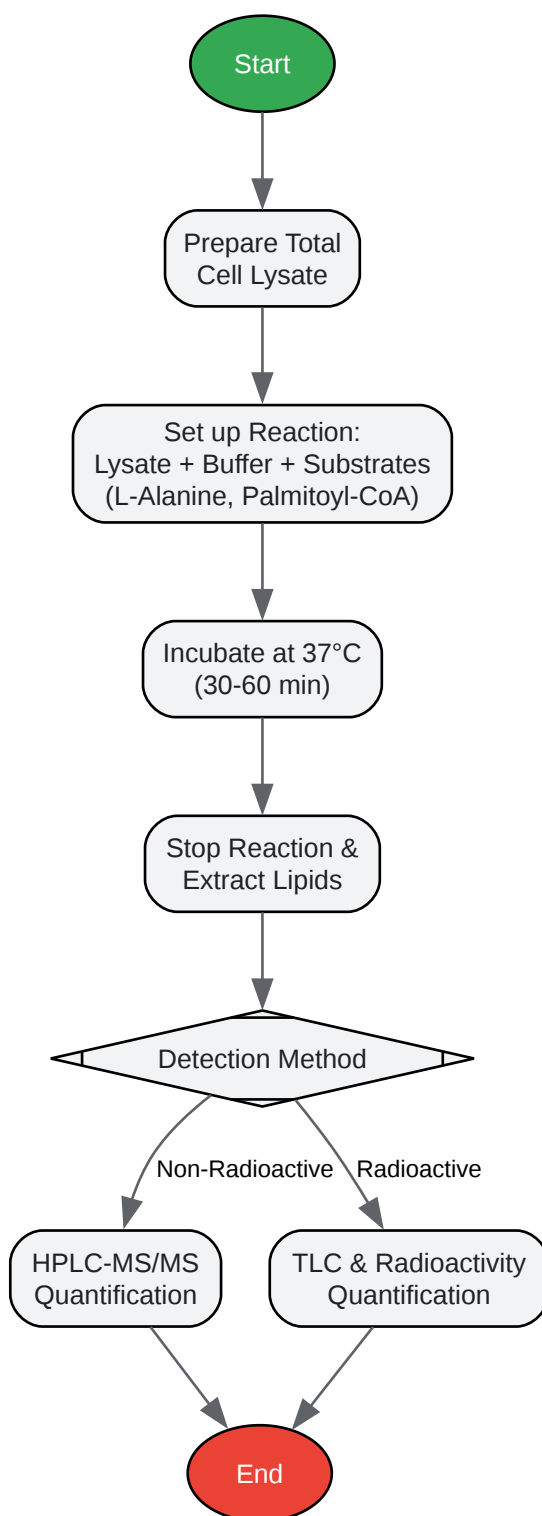 Start
Prepare Total
Cell Lysate
Set up Reaction:
Lysate + Buffer + Substrates
(L-Alanine, Palmitoyl-CoA)
Incubate at 37°C
(30-60 min)
Stop Reaction &
Extract Lipids
Detection Method
Non-Radioactive
Radioactive
HPLC-MS/MS
Quantification
TLC & Radioactivity
Quantification
End